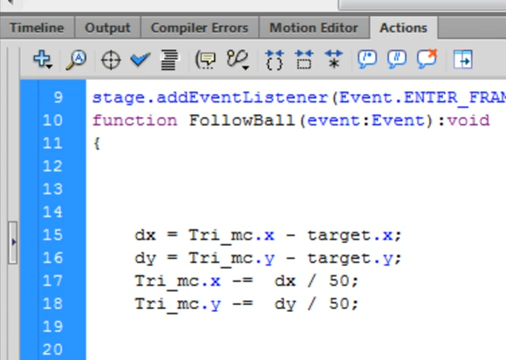 Timeline Output Compiler Errors Motion Editor Actions
9 stage.addEventListener(Event.ENTER_FRAM
10 function FollowBall(event:Event):void
11 {
12
13
14
15 dx = Tri_mc.x - target.x;
16 dy = Tri_mc.y - target.y;
17 Tri_mc.x -= dx / 50;
18 Tri_mc.y -= dy / 50;
19
20